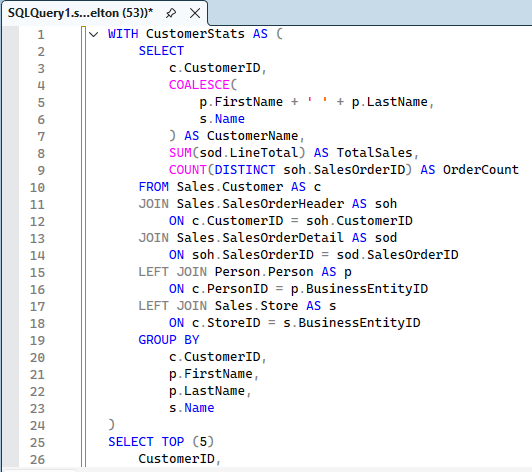 SQLQuery1.s...elton (53))*
1 WITH CustomerStats AS (
2 SELECT
3 c.CustomerID,
4 COALESCE(
5 p.FirstName + ' ' + p.LastName,
6 s.Name
7 ) AS CustomerName,
8 SUM(sod.LineTotal) AS TotalSales,
9 COUNT(DISTINCT soh.SalesOrderID) AS OrderCount
10 FROM Sales.Customer AS c
11 JOIN Sales.SalesOrderHeader AS soh
12 ON c.CustomerID = soh.CustomerID
13 JOIN Sales.SalesOrderDetail AS sod
14 ON soh.SalesOrderID = sod.SalesOrderID
15 LEFT JOIN Person.Person AS p
16 ON c.PersonID = p.BusinessEntityID
17 LEFT JOIN Sales.Store AS s
18 ON c.StoreID = s.BusinessEntityID
19 GROUP BY
20 c.CustomerID,
21 p.FirstName,
22 p.LastName,
23 s.Name
24 )
25 SELECT TOP (5)
26 CustomerID,